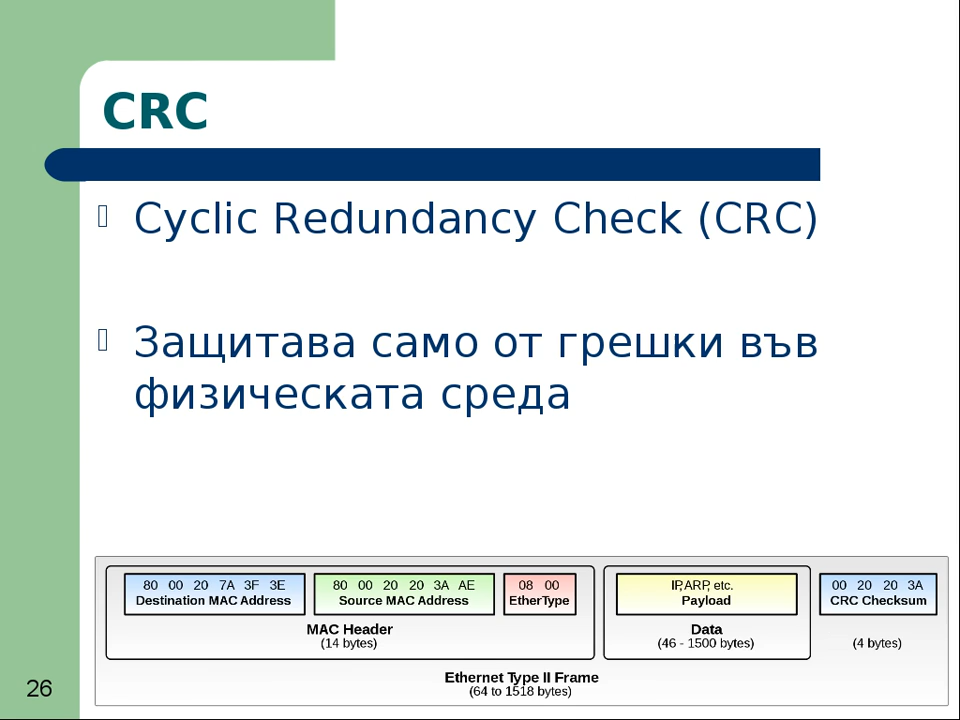 CRC
Cyclic Redundancy Check (CRC)
Защитава само от грешки във
физическата среда
80 00 20 7A 3F 3E
Destination MAC Address
80 00 20 20 3A AE
Source MAC Address
08 00
EtherType
IP, ARP, etc.
Payload
00 20 20 3A
CRC Checksum
MAC Header
(14 bytes)
Data
(46 - 1500 bytes)
(4 bytes)
Ethernet Type II Frame
(64 to 1518 bytes)
26